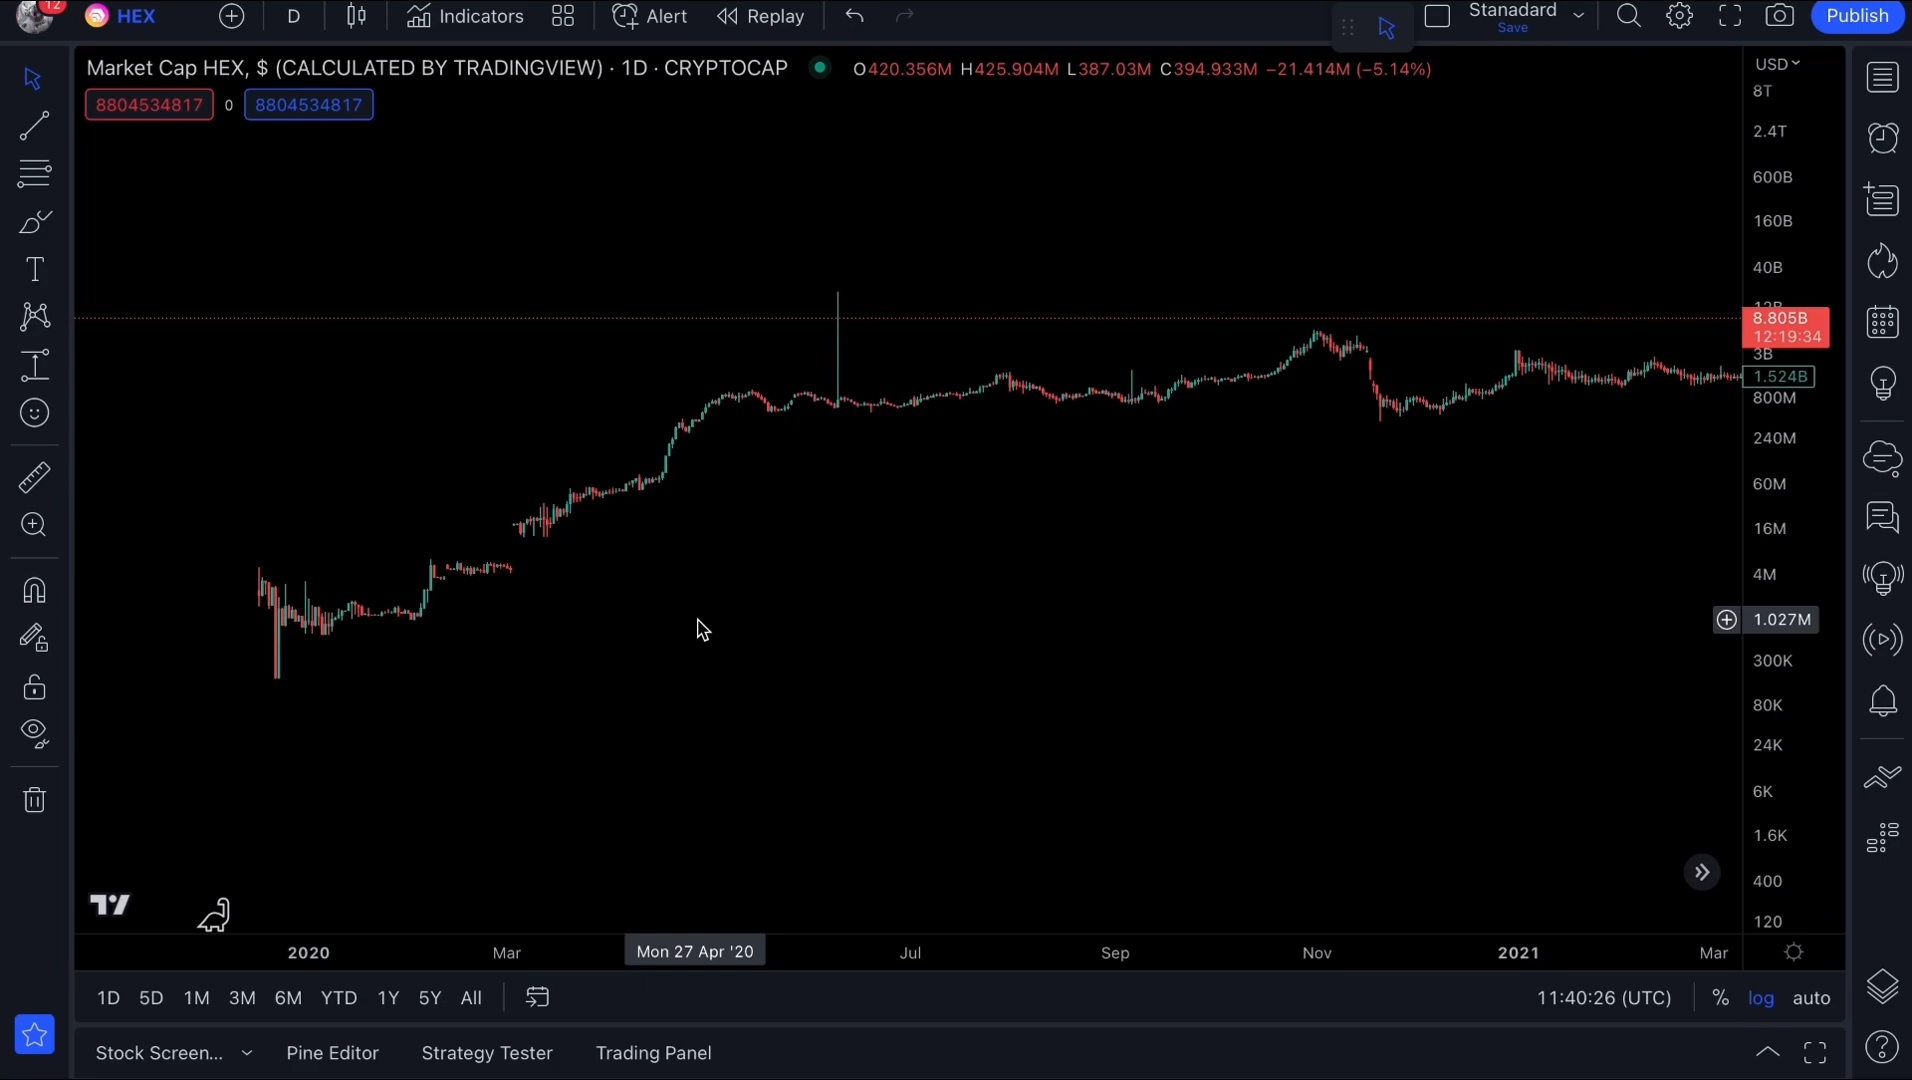 12
HEX
D
Indicators
Alert
Replay
Stanadard
Save
Publish
Market Cap HEX, $ (CALCULATED BY TRADINGVIEW) · 1D · CRYPTOCAP
O420.356M H425.904M L387.03M C394.933M −21.414M (−5.14%)
8804534817 0 8804534817
USD
8T
2.4T
600B
160B
40B
12B
8.805B
12:19:34
3B
1.524B
800M
240M
60M
16M
4M
1.027M
300K
80K
24K
6K
1.6K
400
120
2020
Mar
Mon 27 Apr '20
Jul
Sep
Nov
2021
Mar
1D 5D 1M 3M 6M YTD 1Y 5Y All
11:40:26 (UTC)
% log auto
Stock Screen...
Pine Editor
Strategy Tester
Trading Panel